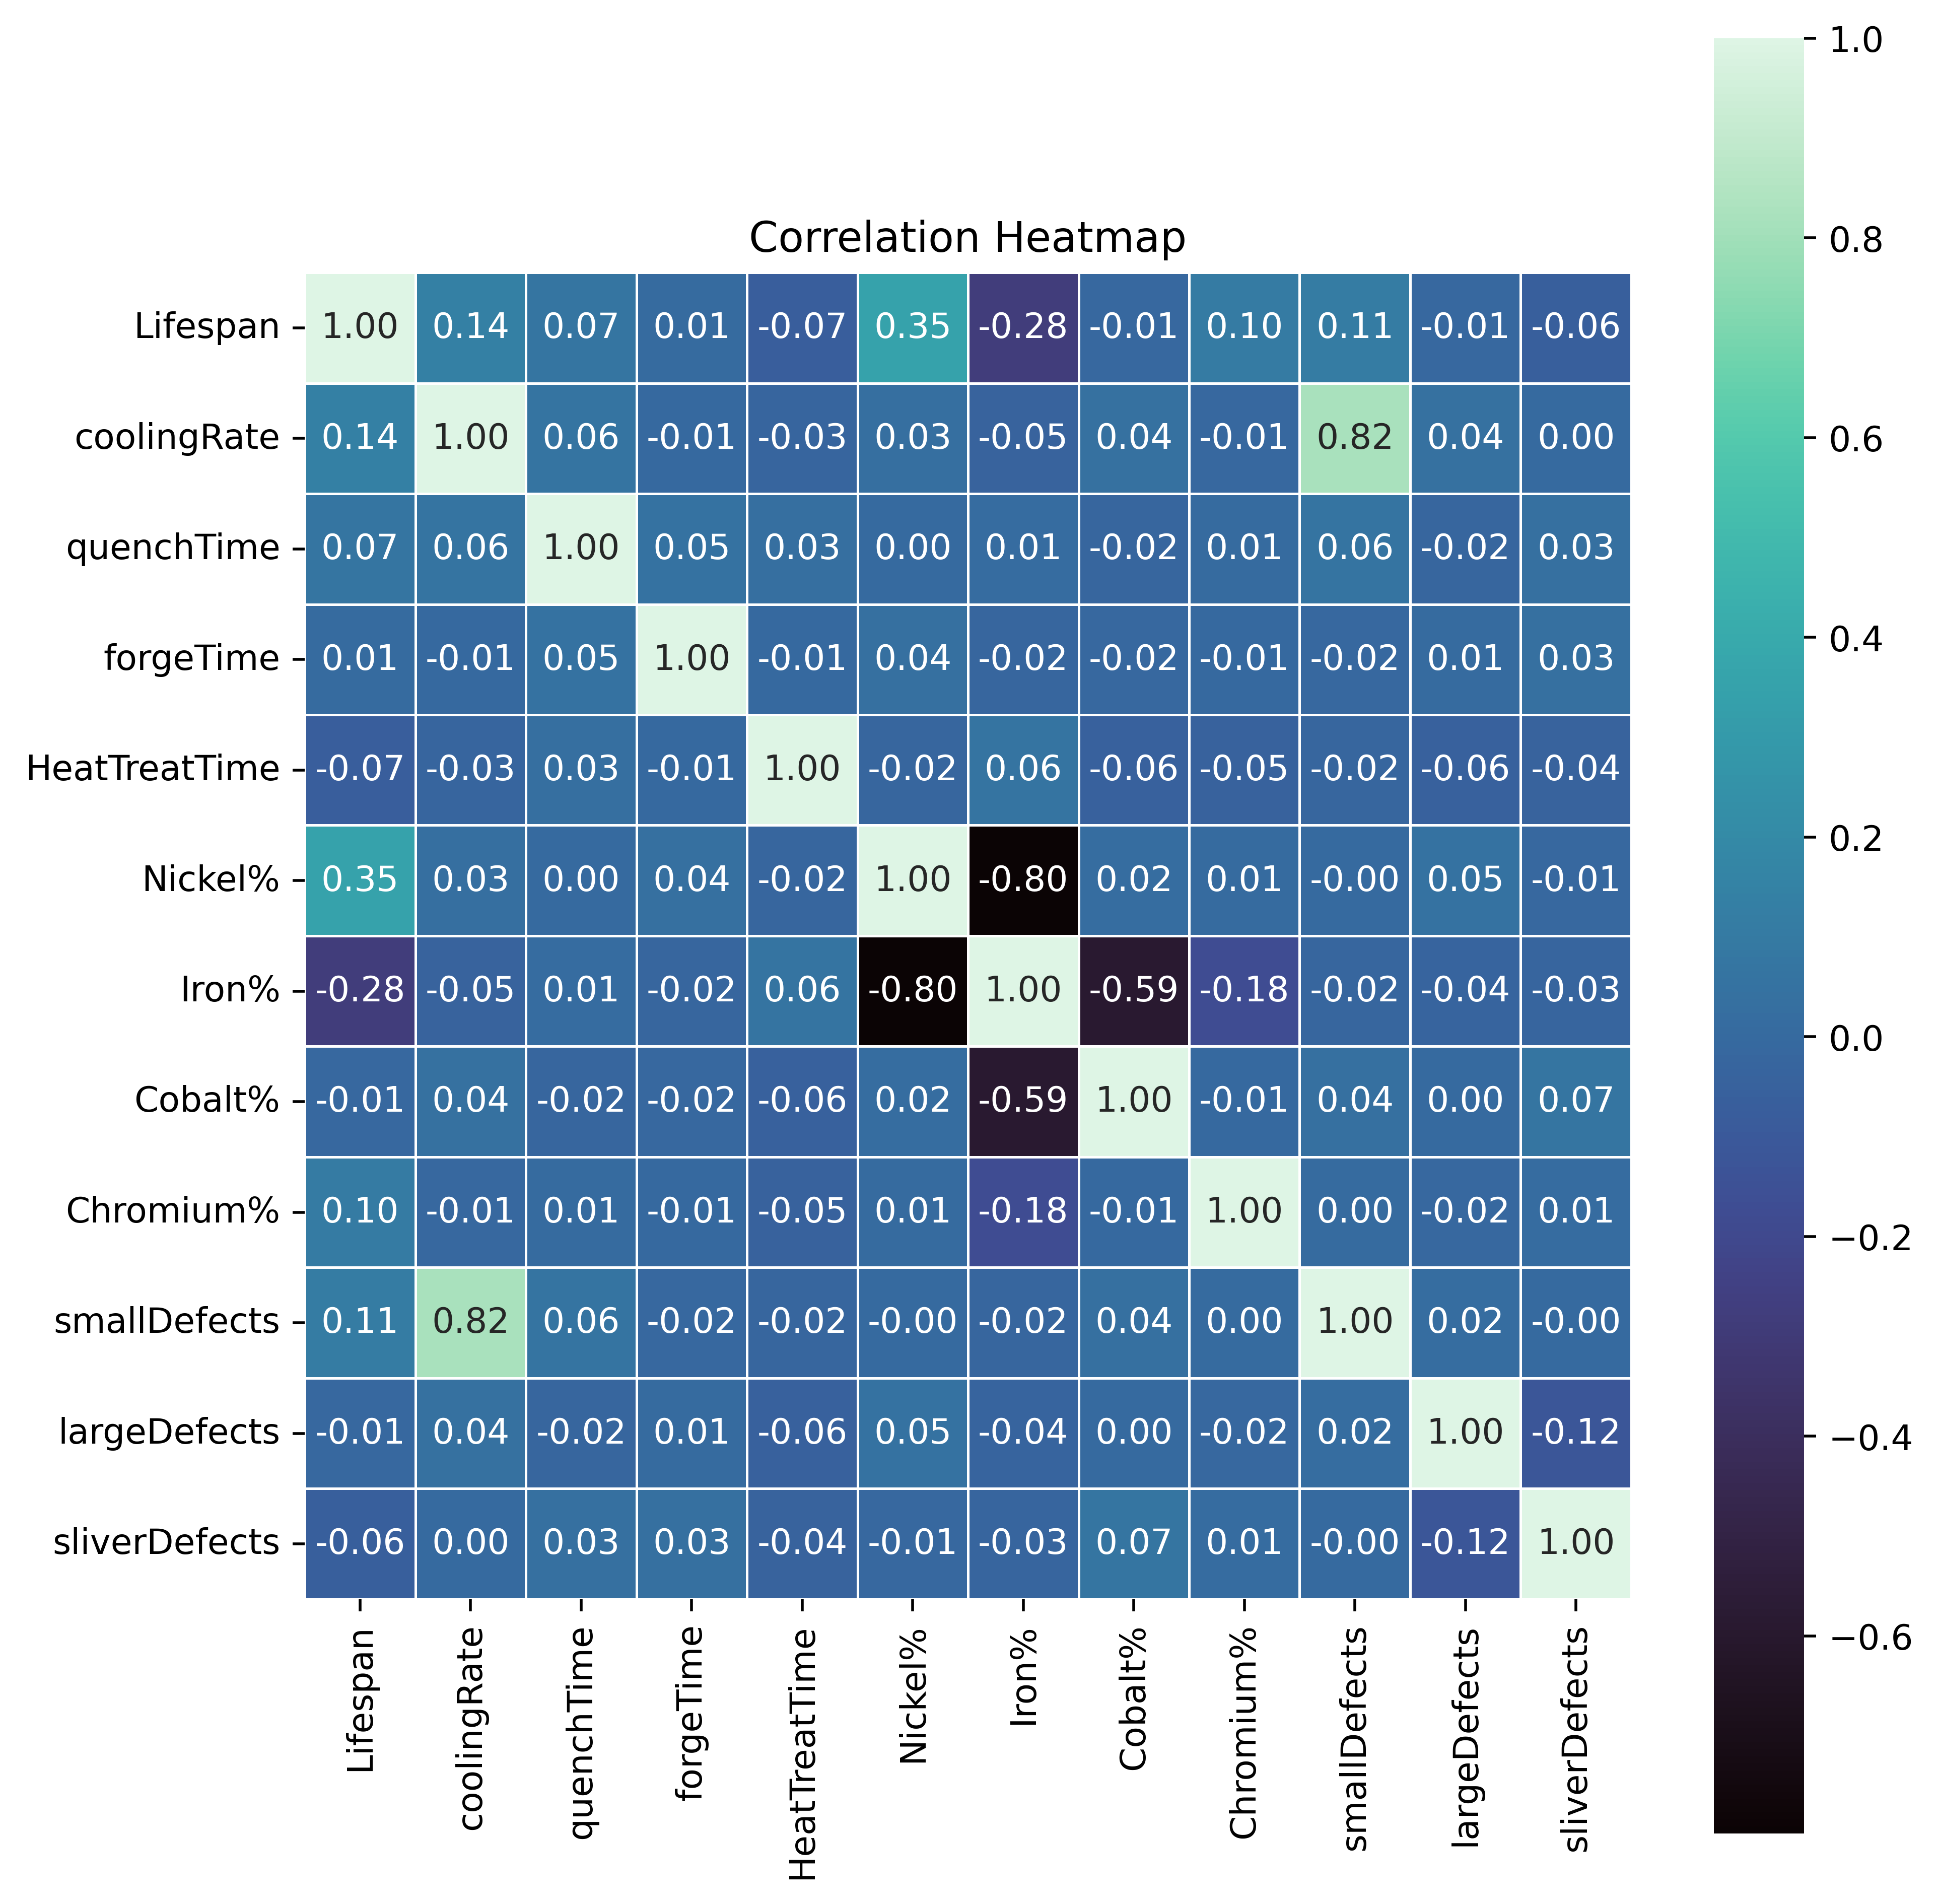 Correlation Heatmap
Lifespan 1.00 0.14 0.07 0.01 -0.07 0.35 -0.28 -0.01 0.10 0.11 -0.01 -0.06
coolingRate 0.14 1.00 0.06 -0.01 -0.03 0.03 -0.05 0.04 -0.01 0.82 0.04 0.00
quenchTime 0.07 0.06 1.00 0.05 0.03 0.00 0.01 -0.02 0.01 0.06 -0.02 0.03
forgeTime 0.01 -0.01 0.05 1.00 -0.01 0.04 -0.02 -0.02 -0.01 -0.02 0.01 0.03
HeatTreatTime -0.07 -0.03 0.03 -0.01 1.00 -0.02 0.06 -0.06 -0.05 -0.02 -0.06 -0.04
Nickel% 0.35 0.03 0.00 0.04 -0.02 1.00 -0.80 0.02 0.01 -0.00 0.05 -0.01
Iron% -0.28 -0.05 0.01 -0.02 0.06 -0.80 1.00 -0.59 -0.18 -0.02 -0.04 -0.03
Cobalt% -0.01 0.04 -0.02 -0.02 -0.06 0.02 -0.59 1.00 -0.01 0.04 0.00 0.07
Chromium% 0.10 -0.01 0.01 -0.01 -0.05 0.01 -0.18 -0.01 1.00 0.00 -0.02 0.01
smallDefects 0.11 0.82 0.06 -0.02 -0.02 -0.00 -0.02 0.04 0.00 1.00 0.02 -0.00
largeDefects -0.01 0.04 -0.02 0.01 -0.06 0.05 -0.04 0.00 -0.02 0.02 1.00 -0.12
sliverDefects -0.06 0.00 0.03 0.03 -0.04 -0.01 -0.03 0.07 0.01 -0.00 -0.12 1.00
Lifespan
coolingRate
quenchTime
forgeTime
HeatTreatTime
Nickel%
Iron%
Cobalt%
Chromium%
smallDefects
largeDefects
sliverDefects
1.0
0.8
0.6
0.4
0.2
0.0
−0.2
−0.4
−0.6